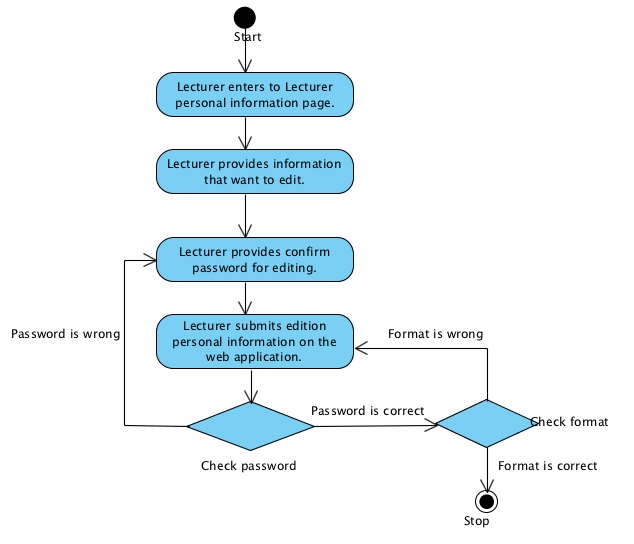 Start
Lecturer enters to Lecturer
personal information page.
Lecturer provides information
that want to edit.
Lecturer provides confirm
password for editing.
Lecturer submits edition
personal information on the
web application.
Password is wrong
Format is wrong
Password is correct
Check format
Check password
Format is correct
Stop